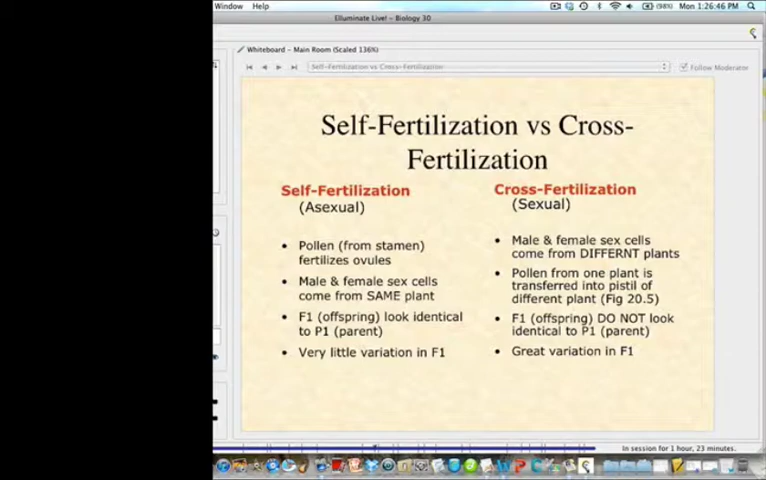 Window Help
(98%) Mon 1:26:46 PM
Elluminate Live! - Biology 30
Whiteboard - Main Room (Scaled 136%)
Self-Fertilization vs Cross-Fertilization
Follow Moderator
Self-Fertilization vs Cross-
Fertilization
Self-Fertilization
(Asexual)
• Pollen (from stamen)
fertilizes ovules
• Male & female sex cells
come from SAME plant
• F1 (offspring) look identical
to P1 (parent)
• Very little variation in F1
Cross-Fertilization
(Sexual)
• Male & female sex cells
come from DIFFERNT plants
• Pollen from one plant is
transferred into pistil of
different plant (Fig 20.5)
• F1 (offspring) DO NOT look
identical to P1 (parent)
• Great variation in F1
In session for 1 hour, 23 minutes.